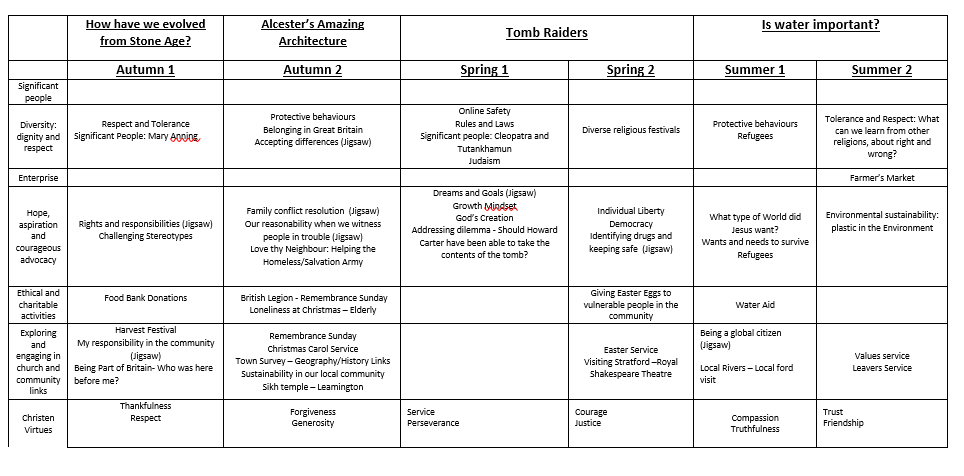 How have we evolved
from Stone Age?
Alcester's Amazing
Architecture
Tomb Raiders
Is water important?
Autumn 1
Autumn 2
Spring 1
Spring 2
Summer 1
Summer 2
Significant
people
Diversity:
dignity and
respect
Respect and Tolerance
Significant People: Mary Anning
Protective behaviours
Belonging in Great Britain
Accepting differences (Jigsaw)
Online Safety
Rules and Laws
Significant people: Cleopatra and
Tutankhamun
Judaism
Diverse religious festivals
Protective behaviours
Refugees
Tolerance and Respect: What
can we learn from other
religions, about right and
wrong?
Enterprise
Farmer's Market
Hope,
aspiration
and
courageous
advocacy
Rights and responsibilities (Jigsaw)
Challenging Stereotypes
Family conflict resolution (Jigsaw)
Our reasonability when we witness
people in trouble (Jigsaw)
Love thy Neighbour: Helping the
Homeless/Salvation Army
Dreams and Goals (Jigsaw)
Growth Mindset
God's Creation
Addressing dilemma - Should Howard
Carter have been able to take the
contents of the tomb?
Individual Liberty
Democracy
Identifying drugs and
keeping safe (Jigsaw)
What type of World did
Jesus want?
Wants and needs to survive
Refugees
Environmental sustainability:
plastic in the Environment
Ethical and
charitable
activities
Food Bank Donations
British Legion - Remembrance Sunday
Loneliness at Christmas – Elderly
Giving Easter Eggs to
vulnerable people in the
community
Water Aid
Exploring
and
engaging in
church and
community
links
Harvest Festival
My responsibility in the community
(Jigsaw)
Being Part of Britain- Who was here
before me?
Remembrance Sunday
Christmas Carol Service
Town Survey – Geography/History Links
Sustainability in our local community
Sikh temple – Leamington
Easter Service
Visiting Stratford –Royal
Shakespeare Theatre
Being a global citizen
(Jigsaw)
Local Rivers – Local ford
visit
Values service
Leavers Service
Christen
Virtues
Thankfulness
Respect
Forgiveness
Generosity
Service
Perseverance
Courage
Justice
Compassion
Truthfulness
Trust
Friendship